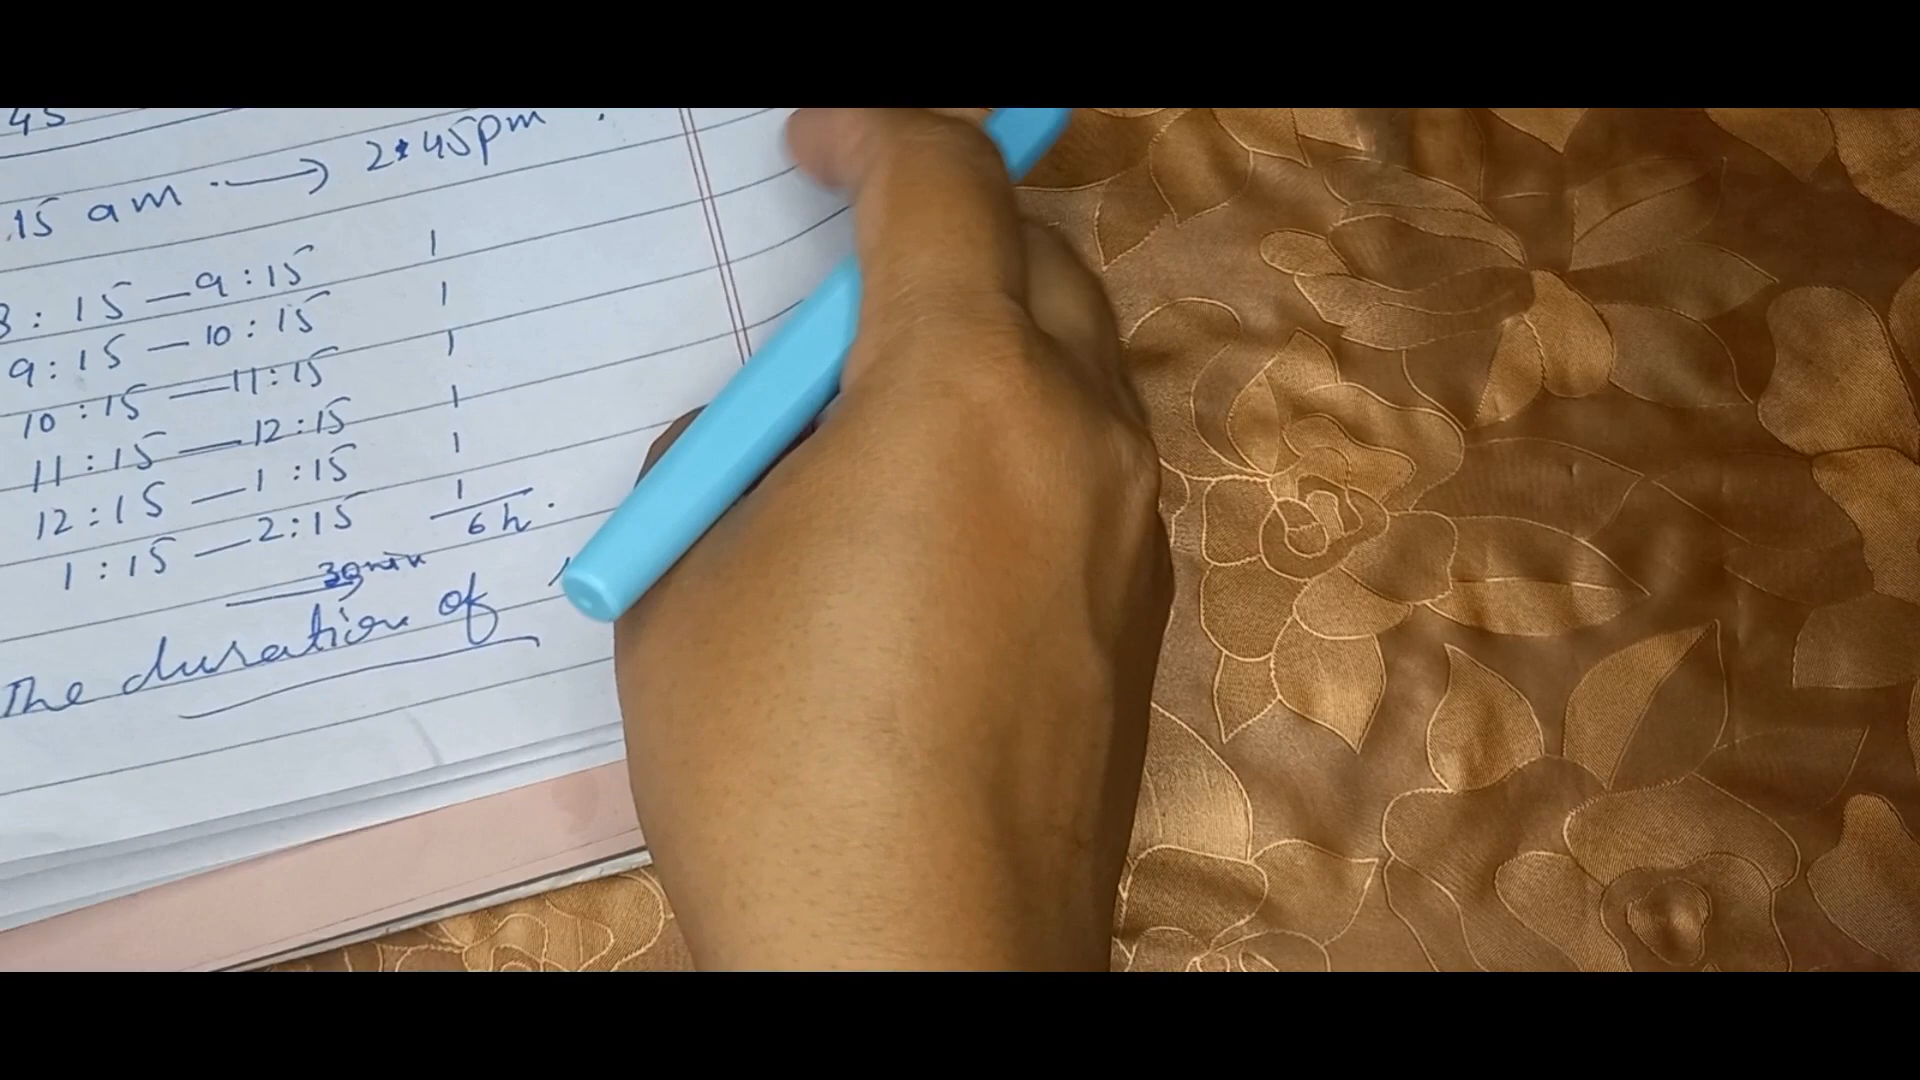 45
15 am → 2:45pm .
8:15 — 9:15 1
9:15 — 10:15 1
10:15 — 11:15 1
11:15 — 12:15 1
12:15 — 1:15 1
1:15 — 2:15 1
6h.
30min
The duration of